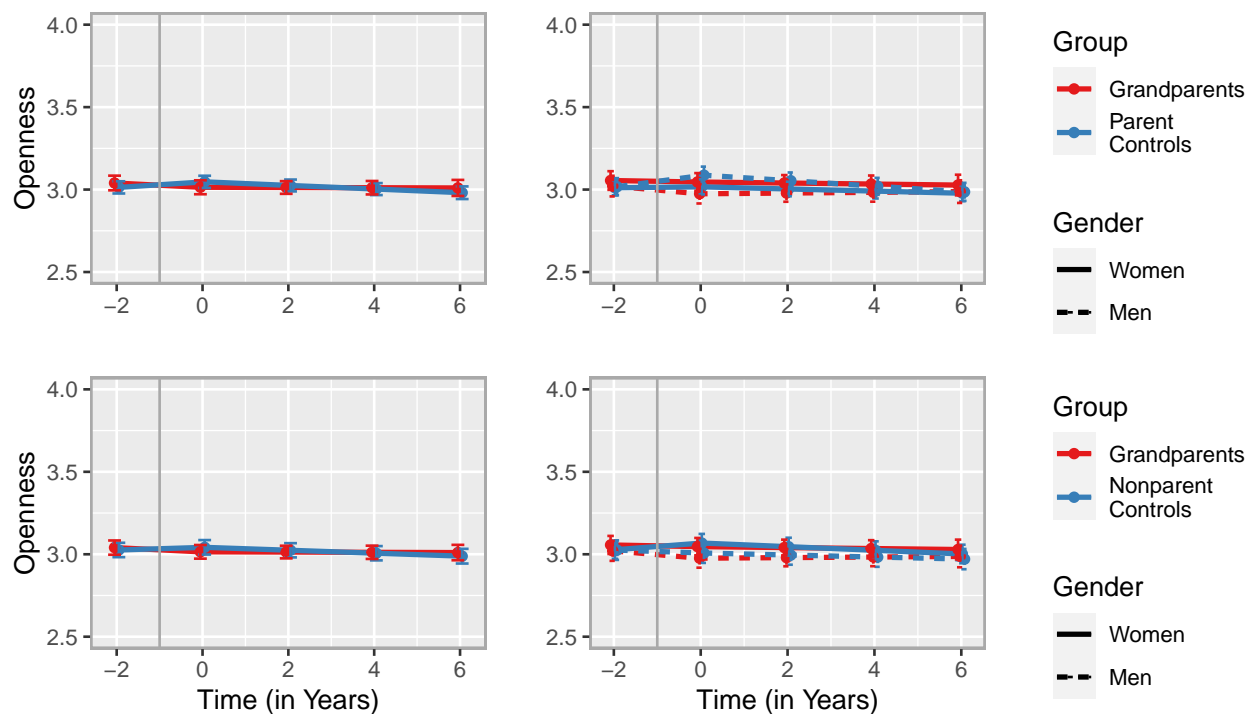 4.0
3.5
3.0
2.5
Openness
−2 0 2 4 6
4.0
3.5
3.0
2.5
−2 0 2 4 6
Group
Grandparents
Parent
Controls
Gender
Women
Men
4.0
3.5
3.0
2.5
Openness
−2 0 2 4 6
Time (in Years)
4.0
3.5
3.0
2.5
−2 0 2 4 6
Time (in Years)
Group
Grandparents
Nonparent
Controls
Gender
Women
Men